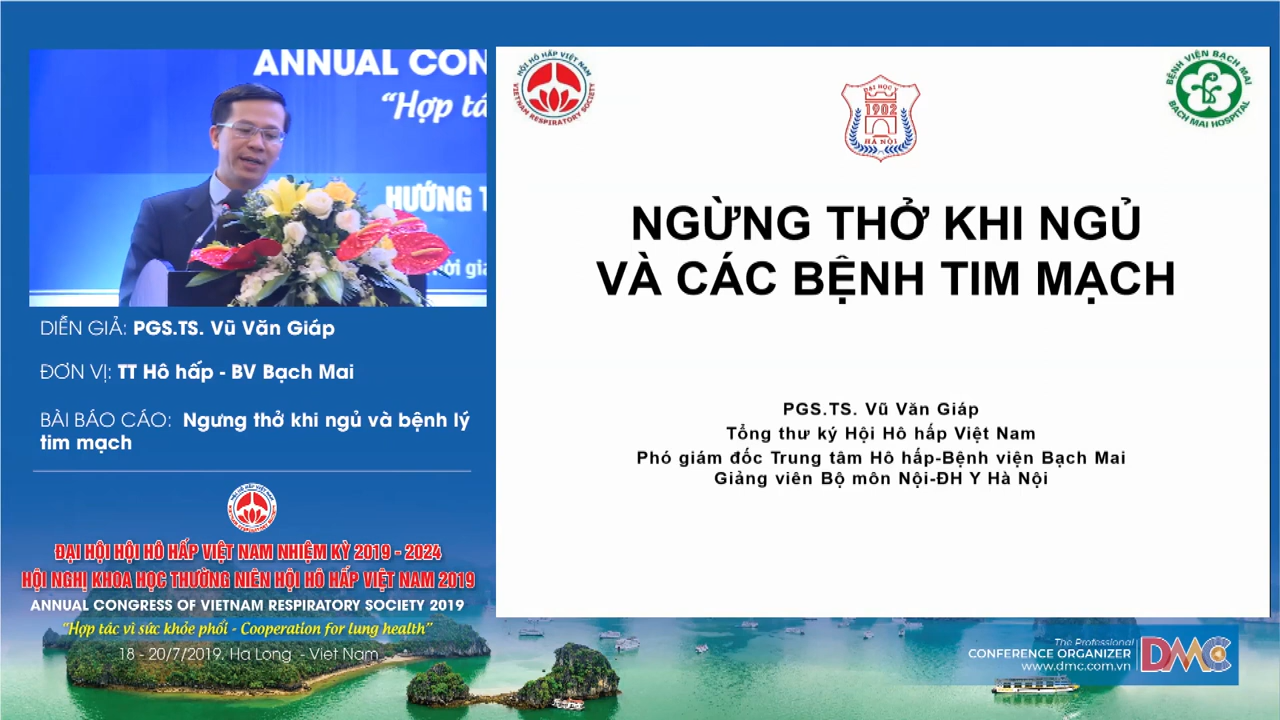 ANNUAL CON
“Hợp tá
HƯỚNG T
ời gi
DIỄN GIẢ: PGS.TS. Vũ Văn Giáp
ĐƠN VỊ: TT Hô hấp - BV Bạch Mai
BÀI BÁO CÁO: Ngưng thở khi ngủ và bệnh lý
tim mạch
ĐẠI HỘI HỘI HÔ HẤP VIỆT NAM NHIỆM KỲ 2019 - 2024
HỘI NGHỊ KHOA HỌC THƯỜNG NIÊN HỘI HÔ HẤP VIỆT NAM 2019
ANNUAL CONGRESS OF VIETNAM RESPIRATORY SOCIETY 2019
“Hợp tác vì sức khỏe phổi - Cooperation for lung health”
18 - 20/7/2019. Ha Long - Viet Nam
HỘI HÔ HẤP VIỆT NAM
VIETNAM RESPIRATORY SOCIETY
ĐẠI HỌC Y
1902
HÀ NỘI
BỆNH VIỆN BẠCH MAI
BACH MAI HOSPITAL
NGỪNG THỞ KHI NGỦ
VÀ CÁC BỆNH TIM MẠCH
PGS.TS. Vũ Văn Giáp
Tổng thư ký Hội Hô hấp Việt Nam
Phó giám đốc Trung tâm Hô hấp-Bệnh viện Bạch Mai
Giảng viên Bộ môn Nội-ĐH Y Hà Nội
The Professional
CONFERENCE ORGANIZER
www.dmc.com.vn
DMC